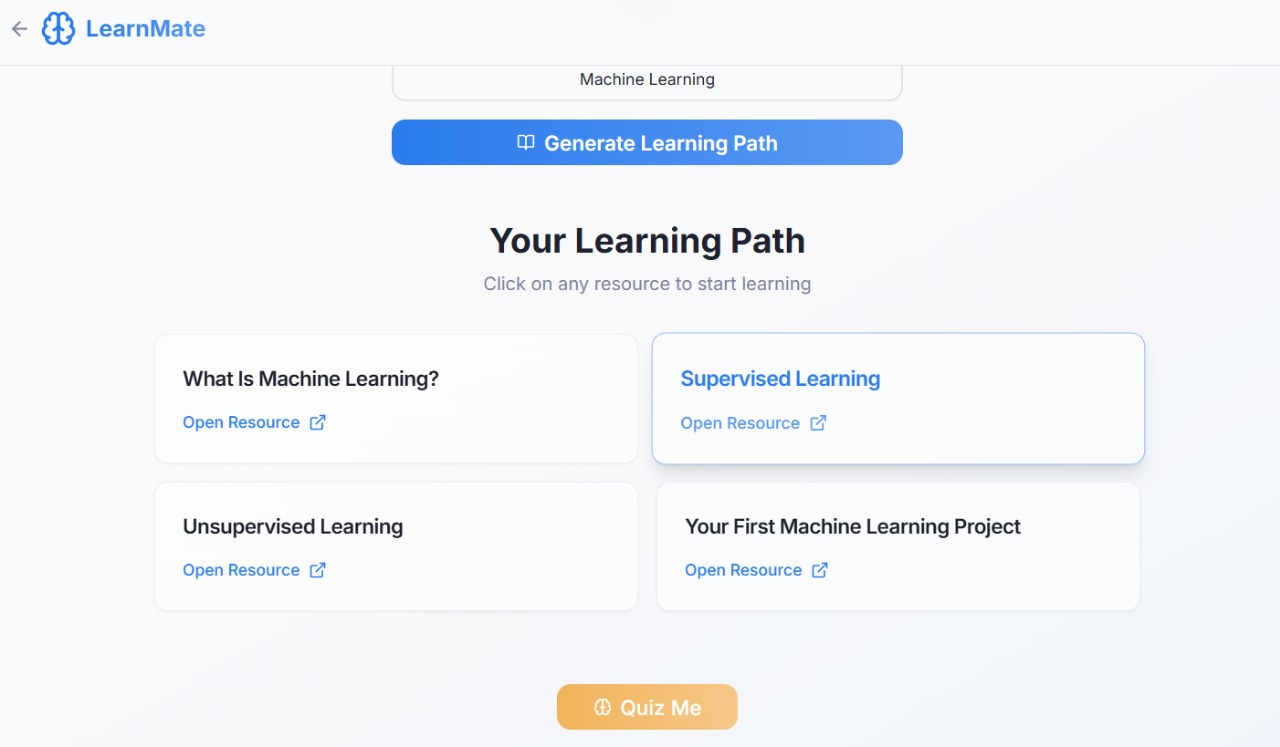 LearnMate
Machine Learning
Generate Learning Path
Your Learning Path
Click on any resource to start learning
What Is Machine Learning?
Open Resource
Supervised Learning
Open Resource
Unsupervised Learning
Open Resource
Your First Machine Learning Project
Open Resource
Quiz Me